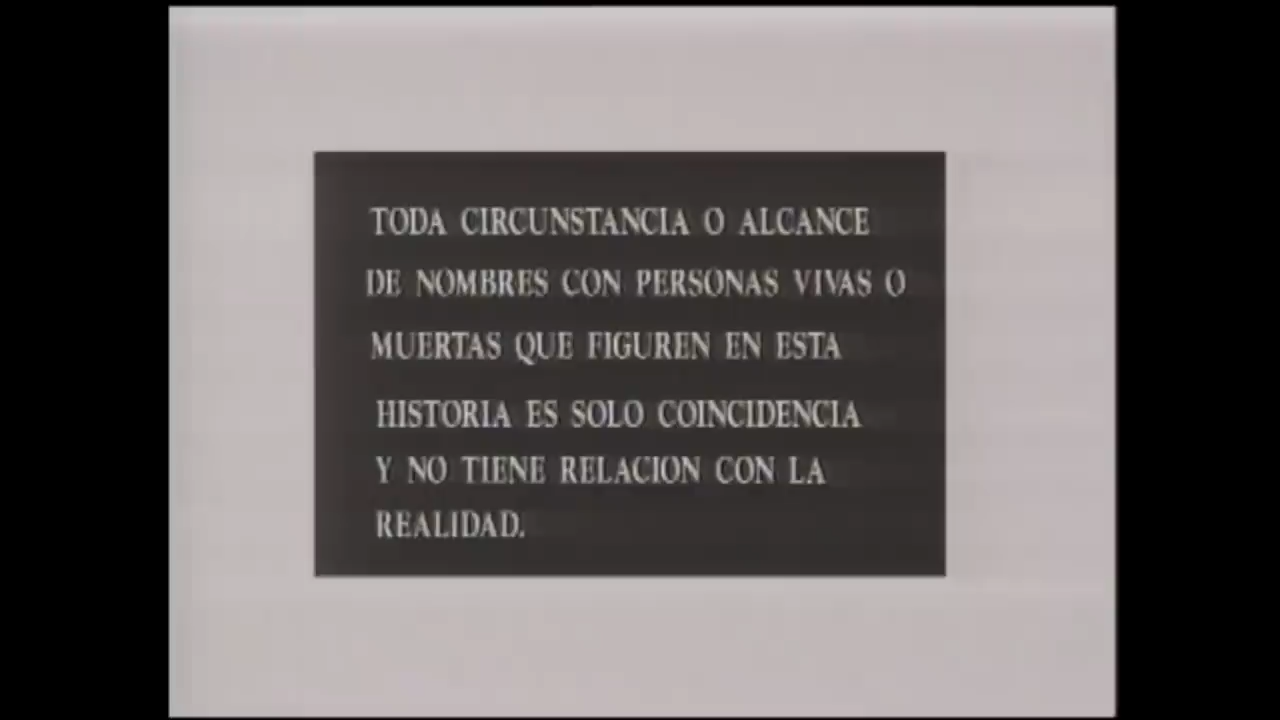 TODA CIRCUNSTANCIA O ALCANCE
DE NOMBRES CON PERSONAS VIVAS O
MUERTAS QUE FIGUREN EN ESTA
HISTORIA ES SOLO COINCIDENCIA
Y NO TIENE RELACION CON LA
REALIDAD.